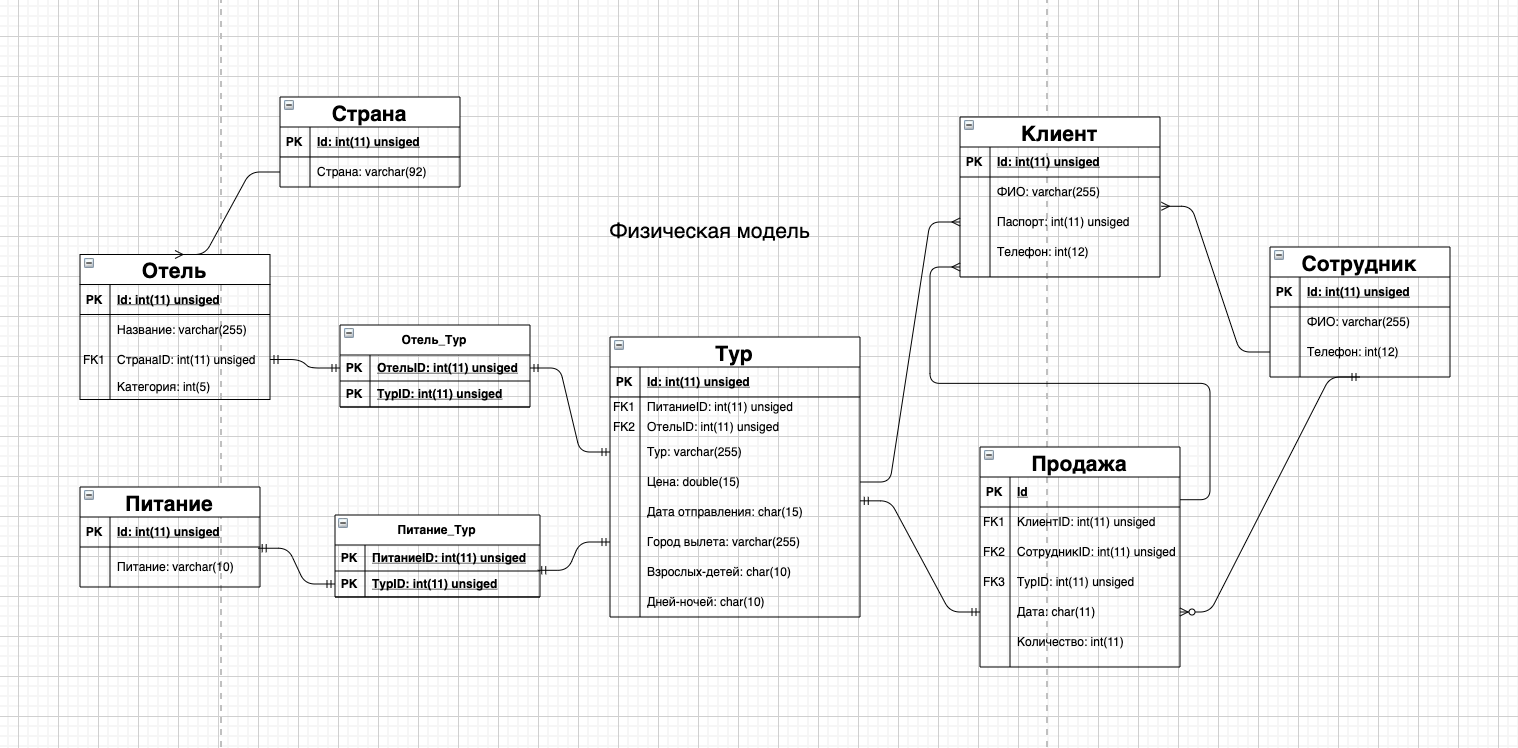 Страна
PK Id: int(11) unsiged
Страна: varchar(92)
Физическая модель
Отель
PK Id: int(11) unsiged
Название: varchar(255)
FK1 СтранаID: int(11) unsiged
Категория: int(5)
Отель_Тур
PK ОтельID: int(11) unsiged
PK ТурID: int(11) unsiged
Питание
PK Id: int(11) unsiged
Питание: varchar(10)
Питание_Тур
PK ПитаниеID: int(11) unsiged
PK ТурID: int(11) unsiged
Тур
PK Id: int(11) unsiged
FK1 ПитаниеID: int(11) unsiged
FK2 ОтельID: int(11) unsiged
Тур: varchar(255)
Цена: double(15)
Дата отправления: char(15)
Город вылета: varchar(255)
Взрослых-детей: char(10)
Дней-ночей: char(10)
Клиент
PK Id: int(11) unsiged
ФИО: varchar(255)
Паспорт: int(11) unsiged
Телефон: int(12)
Сотрудник
PK Id: int(11) unsiged
ФИО: varchar(255)
Телефон: int(12)
Продажа
PK Id
FK1 КлиентID: int(11) unsiged
FK2 СотрудникID: int(11) unsiged
FK3 ТурID: int(11) unsiged
Дата: char(11)
Количество: int(11)